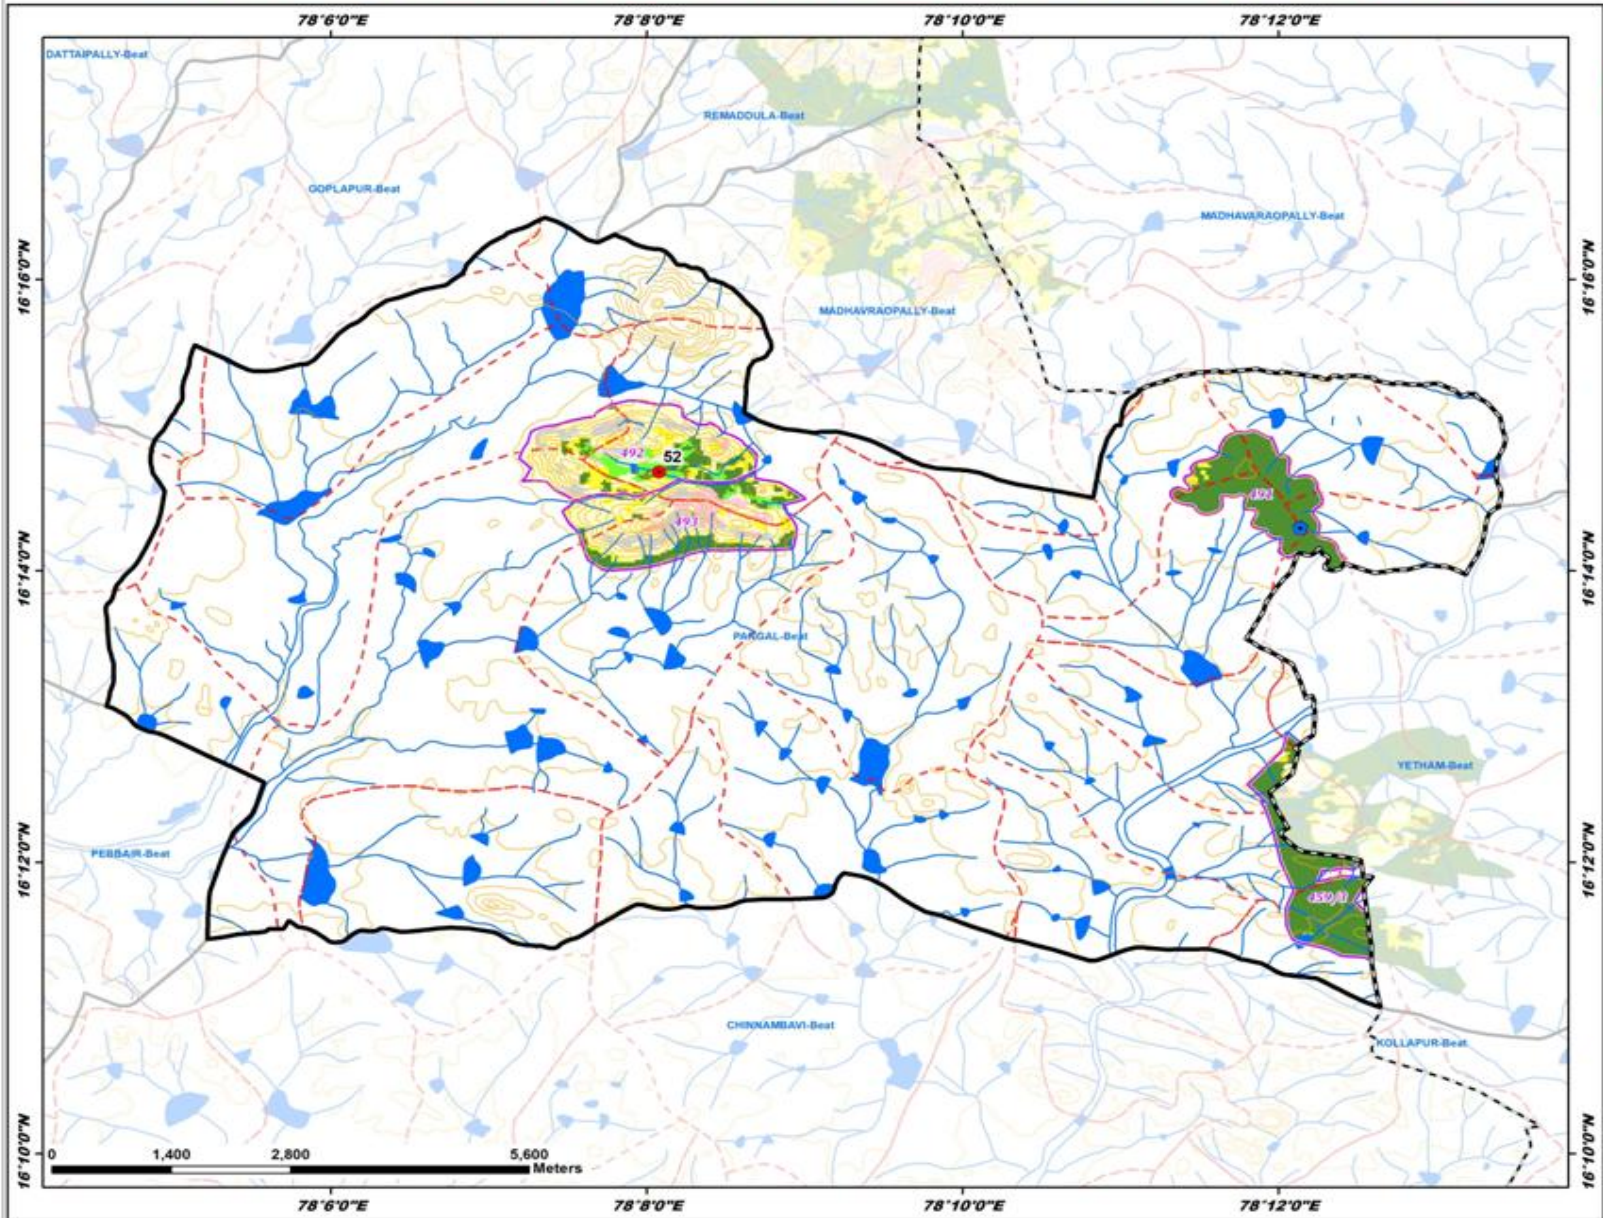 78°6'0"E 78°8'0"E 78°10'0"E 78°12'0"E
DATTAIPALLY-Beat
REMADDULA-Beat
GOPLAPUR-Beat
MADHAVARAOPALLY-Beat
16°16'0"N 16°16'0"N
MADHAVRAOPALLY-Beat
492 52
491
493
16°14'0"N 16°14'0"N
PANGAL-Beat
YETHAM-Beat
PEBBAIR-Beat
16°12'0"N 16°12'0"N
459/1
CHINNAMBAVI-Beat
KOLLAPUR-Beat
16°10'0"N 16°10'0"N
0 1,400 2,800 5,600
Meters
78°6'0"E 78°8'0"E 78°10'0"E 78°12'0"E